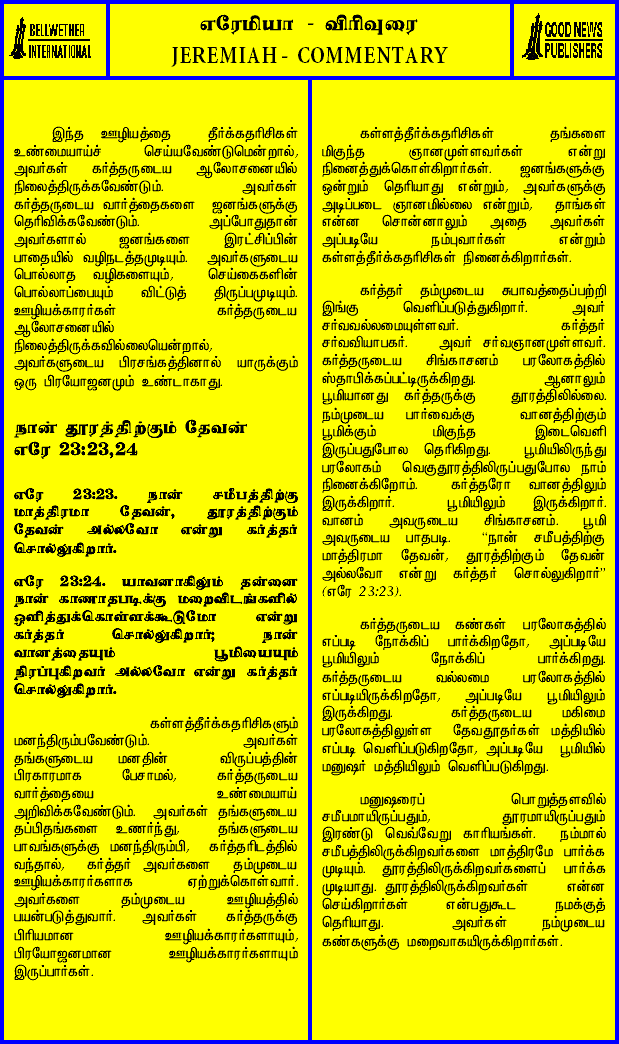 BELLWETHER
INTERNATIONAL
எரேமியா - விரிவுரை
JEREMIAH - COMMENTARY
GOOD NEWS
PUBLISHERS
இந்த ஊழியத்தை தீர்க்கதரிசிகள்
உண்மையாய்ச் செய்யவேண்டுமென்றால்,
அவர்கள் கர்த்தருடைய ஆலோசனையில்
நிலைத்திருக்கவேண்டும். அவர்கள்
கர்த்தருடைய வார்த்தைகளை ஜனங்களுக்கு
தெரிவிக்கவேண்டும். அப்போதுதான்
அவர்களால் ஜனங்களை இரட்சிப்பின்
பாதையில் வழிநடத்தமுடியும். அவர்களுடைய
பொல்லாத வழிகளையும், செய்கைகளின்
பொல்லாப்பையும் விட்டுத் திருப்பமுடியும்.
ஊழியக்காரர்கள் கர்த்தருடைய
ஆலோசனையில்
நிலைத்திருக்கவில்லையென்றால்,
அவர்களுடைய பிரசங்கத்தினால் யாருக்கும்
ஒரு பிரயோஜனமும் உண்டாகாது.
நான் தூரத்திற்கும் தேவன்
எரே 23:23,24
எரே 23:23. நான் சமீபத்திற்கு
மாத்திரமா தேவன், தூரத்திற்கும்
தேவன் அல்லவோ என்று கர்த்தர்
சொல்லுகிறார்.
எரே 23:24. யாவனாகிலும் தன்னை
நான் காணாதபடிக்கு மறைவிடங்களில்
ஒளித்துக்கொள்ளக்கூடுமோ என்று
கர்த்தர் சொல்லுகிறார்; நான்
வானத்தையும் பூமியையும்
நிரப்புகிறவர் அல்லவோ என்று கர்த்தர்
சொல்லுகிறார்.
கள்ளத்தீர்க்கதரிசிகளும்
மனந்திரும்பவேண்டும். அவர்கள்
தங்களுடைய மனதின் விருப்பத்தின்
பிரகாரமாக பேசாமல், கர்த்தருடைய
வார்த்தையை உண்மையாய்
அறிவிக்கவேண்டும். அவர்கள் தங்களுடைய
தப்பிதங்களை உணர்ந்து, தங்களுடைய
பாவங்களுக்கு மனந்திரும்பி, கர்த்தரிடத்தில்
வந்தால், கர்த்தர் அவர்களை தம்முடைய
ஊழியக்காரர்களாக ஏற்றுக்கொள்வார்.
அவர்களை தம்முடைய ஊழியத்தில்
பயன்படுத்துவார். அவர்கள் கர்த்தருக்கு
பிரியமான ஊழியக்காரர்களாயும்,
பிரயோஜனமான ஊழியக்காரர்களாயும்
இருப்பார்கள்.
கள்ளத்தீர்க்கதரிசிகள் தங்களை
மிகுந்த ஞானமுள்ளவர்கள் என்று
நினைத்துக்கொள்கிறார்கள். ஜனங்களுக்கு
ஒன்றும் தெரியாது என்றும், அவர்களுக்கு
அடிப்படை ஞானமில்லை என்றும், தாங்கள்
என்ன சொன்னாலும் அதை அவர்கள்
அப்படியே நம்புவார்கள் என்றும்
கள்ளத்தீர்க்கதரிசிகள் நினைக்கிறார்கள்.
கர்த்தர் தம்முடைய சுபாவத்தைப்பற்றி
இங்கு வெளிப்படுத்துகிறார். அவர்
சர்வவல்லமையுள்ளவர். கர்த்தர்
சர்வவியாபகர். அவர் சர்வஞானமுள்ளவர்.
கர்த்தருடைய சிங்காசனம் பரலோகத்தில்
ஸ்தாபிக்கப்பட்டிருக்கிறது. ஆனாலும்
பூமியானது கர்த்தருக்கு தூரத்திலில்லை.
நம்முடைய பார்வைக்கு வானத்திற்கும்
பூமிக்கும் மிகுந்த இடைவெளி
இருப்பதுபோல தெரிகிறது. பூமியிலிருந்து
பரலோகம் வெகுதூரத்திலிருப்பதுபோல நாம்
நினைக்கிறோம். கர்த்தரோ வானத்திலும்
இருக்கிறார். பூமியிலும் இருக்கிறார்.
வானம் அவருடைய சிங்காசனம். பூமி
அவருடைய பாதபடி. "நான் சமீபத்திற்கு
மாத்திரமா தேவன், தூரத்திற்கும் தேவன்
அல்லவோ என்று கர்த்தர் சொல்லுகிறார்"
(எரே 23:23).
கர்த்தருடைய கண்கள் பரலோகத்தில்
எப்படி நோக்கிப் பார்க்கிறதோ, அப்படியே
பூமியிலும் நோக்கிப் பார்க்கிறது.
கர்த்தருடைய வல்லமை பரலோகத்தில்
எப்படியிருக்கிறதோ, அப்படியே பூமியிலும்
இருக்கிறது. கர்த்தருடைய மகிமை
பரலோகத்திலுள்ள தேவதூதர்கள் மத்தியில்
எப்படி வெளிப்படுகிறதோ, அப்படியே பூமியில்
மனுஷர் மத்தியிலும் வெளிப்படுகிறது.
மனுஷரைப் பொறுத்தளவில்
சமீபமாயிருப்பதும், தூரமாயிருப்பதும்
இரண்டு வெவ்வேறு காரியங்கள். நம்மால்
சமீபத்திலிருக்கிறவர்களை மாத்திரமே பார்க்க
முடியும். தூரத்திலிருக்கிறவர்களைப் பார்க்க
முடியாது. தூரத்திலிருக்கிறவர்கள் என்ன
செய்கிறார்கள் என்பதுகூட நமக்குத்
தெரியாது. அவர்கள் நம்முடைய
கண்களுக்கு மறைவாகயிருக்கிறார்கள்.